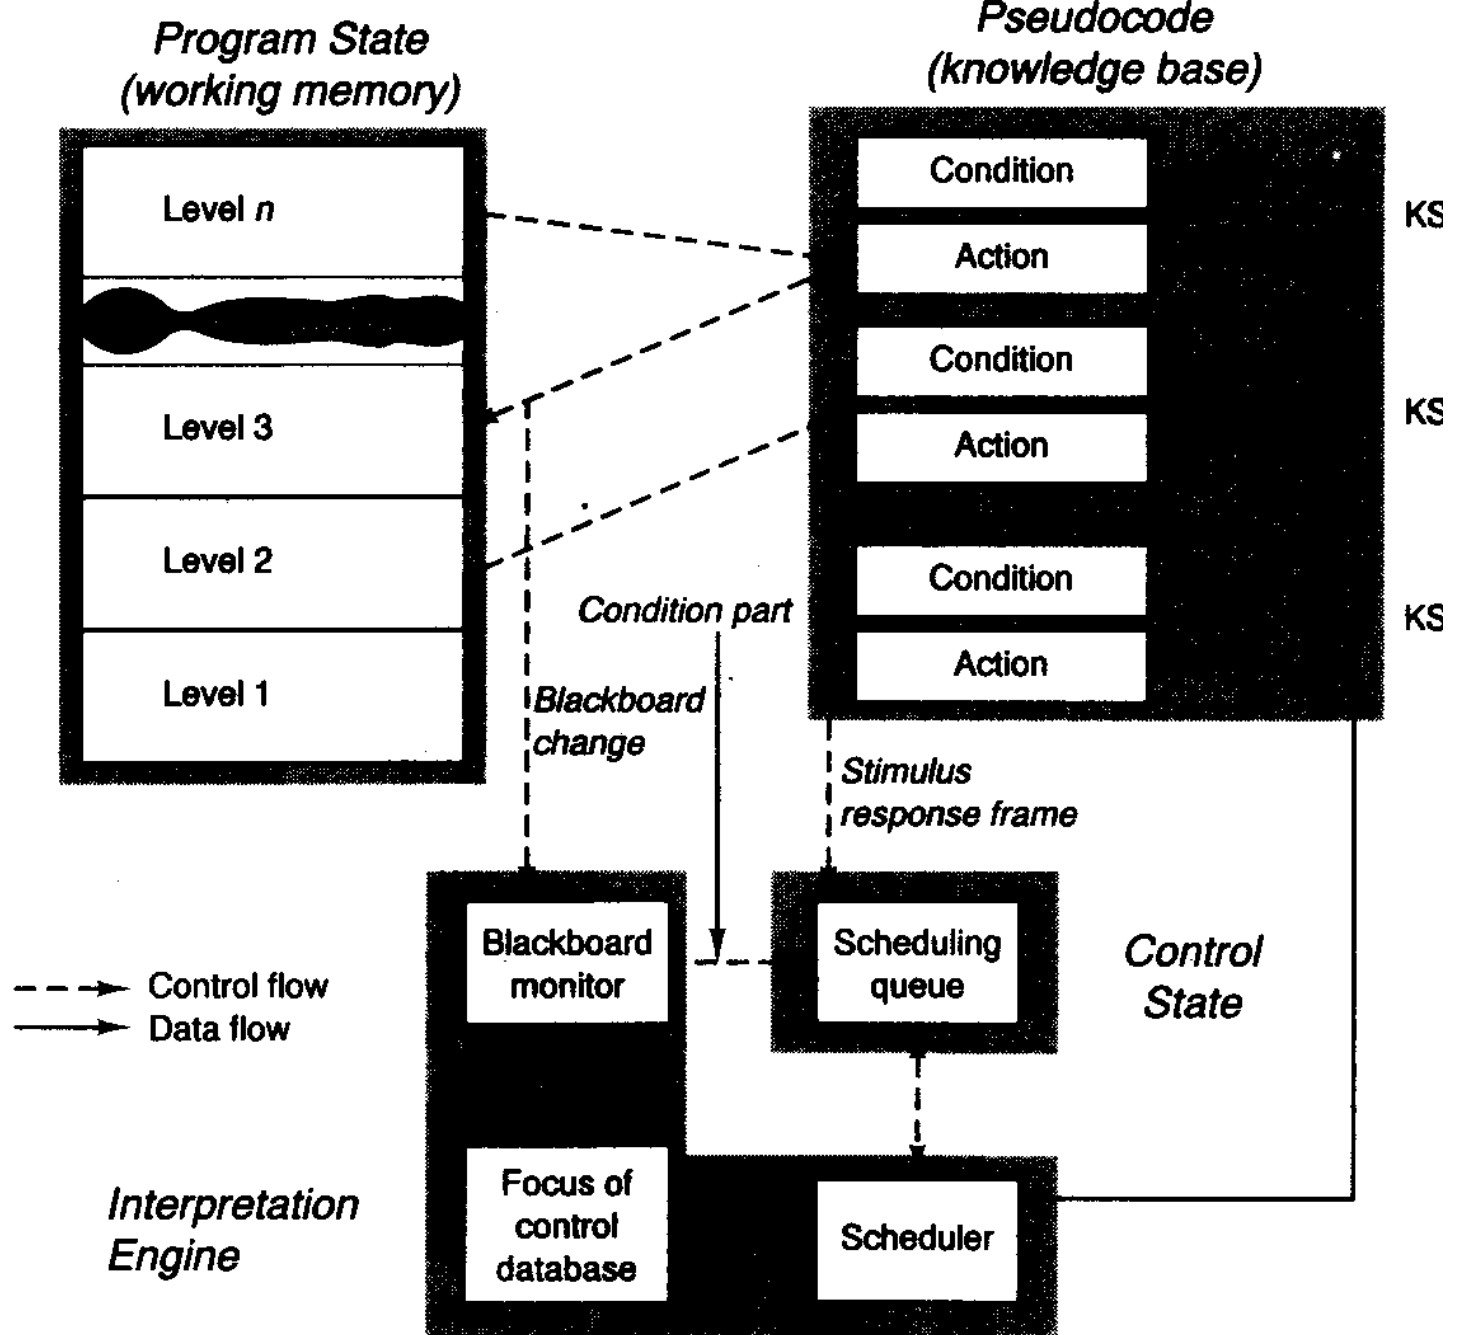 Program State
(working memory)
Pseudocode
(knowledge base)
Level n
Level 3
Level 2
Level 1
Condition
Action
KS
Condition
Action
KS
Condition
Action
KS
Condition part
Blackboard
change
Stimulus
response frame
Blackboard
monitor
Scheduling
queue
Control
State
Control flow
Data flow
Interpretation
Engine
Focus of
control
database
Scheduler